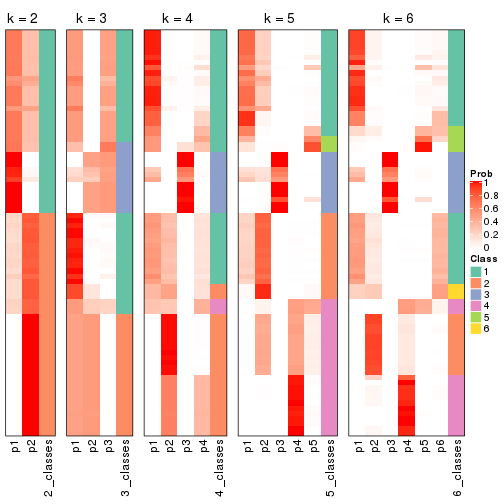 k = 2
k = 3
k = 4
k = 5
k = 6
Prob
1
0.8
0.6
0.4
0.2
0
Class
1
2
3
4
5
6
p1
p2
2_classes
p1
p2
p3
3_classes
p1
p2
p3
p4
4_classes
p1
p2
p3
p4
p5
5_classes
p1
p2
p3
p4
p5
p6
6_classes